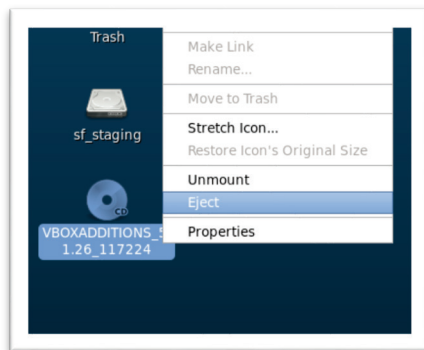 Trash
sf_staging
VBOXADDITIONS_5
1.26_117224
CD
Make Link
Rename...
Move to Trash
Stretch Icon...
Restore Icon's Original Size
Unmount
Eject
Properties